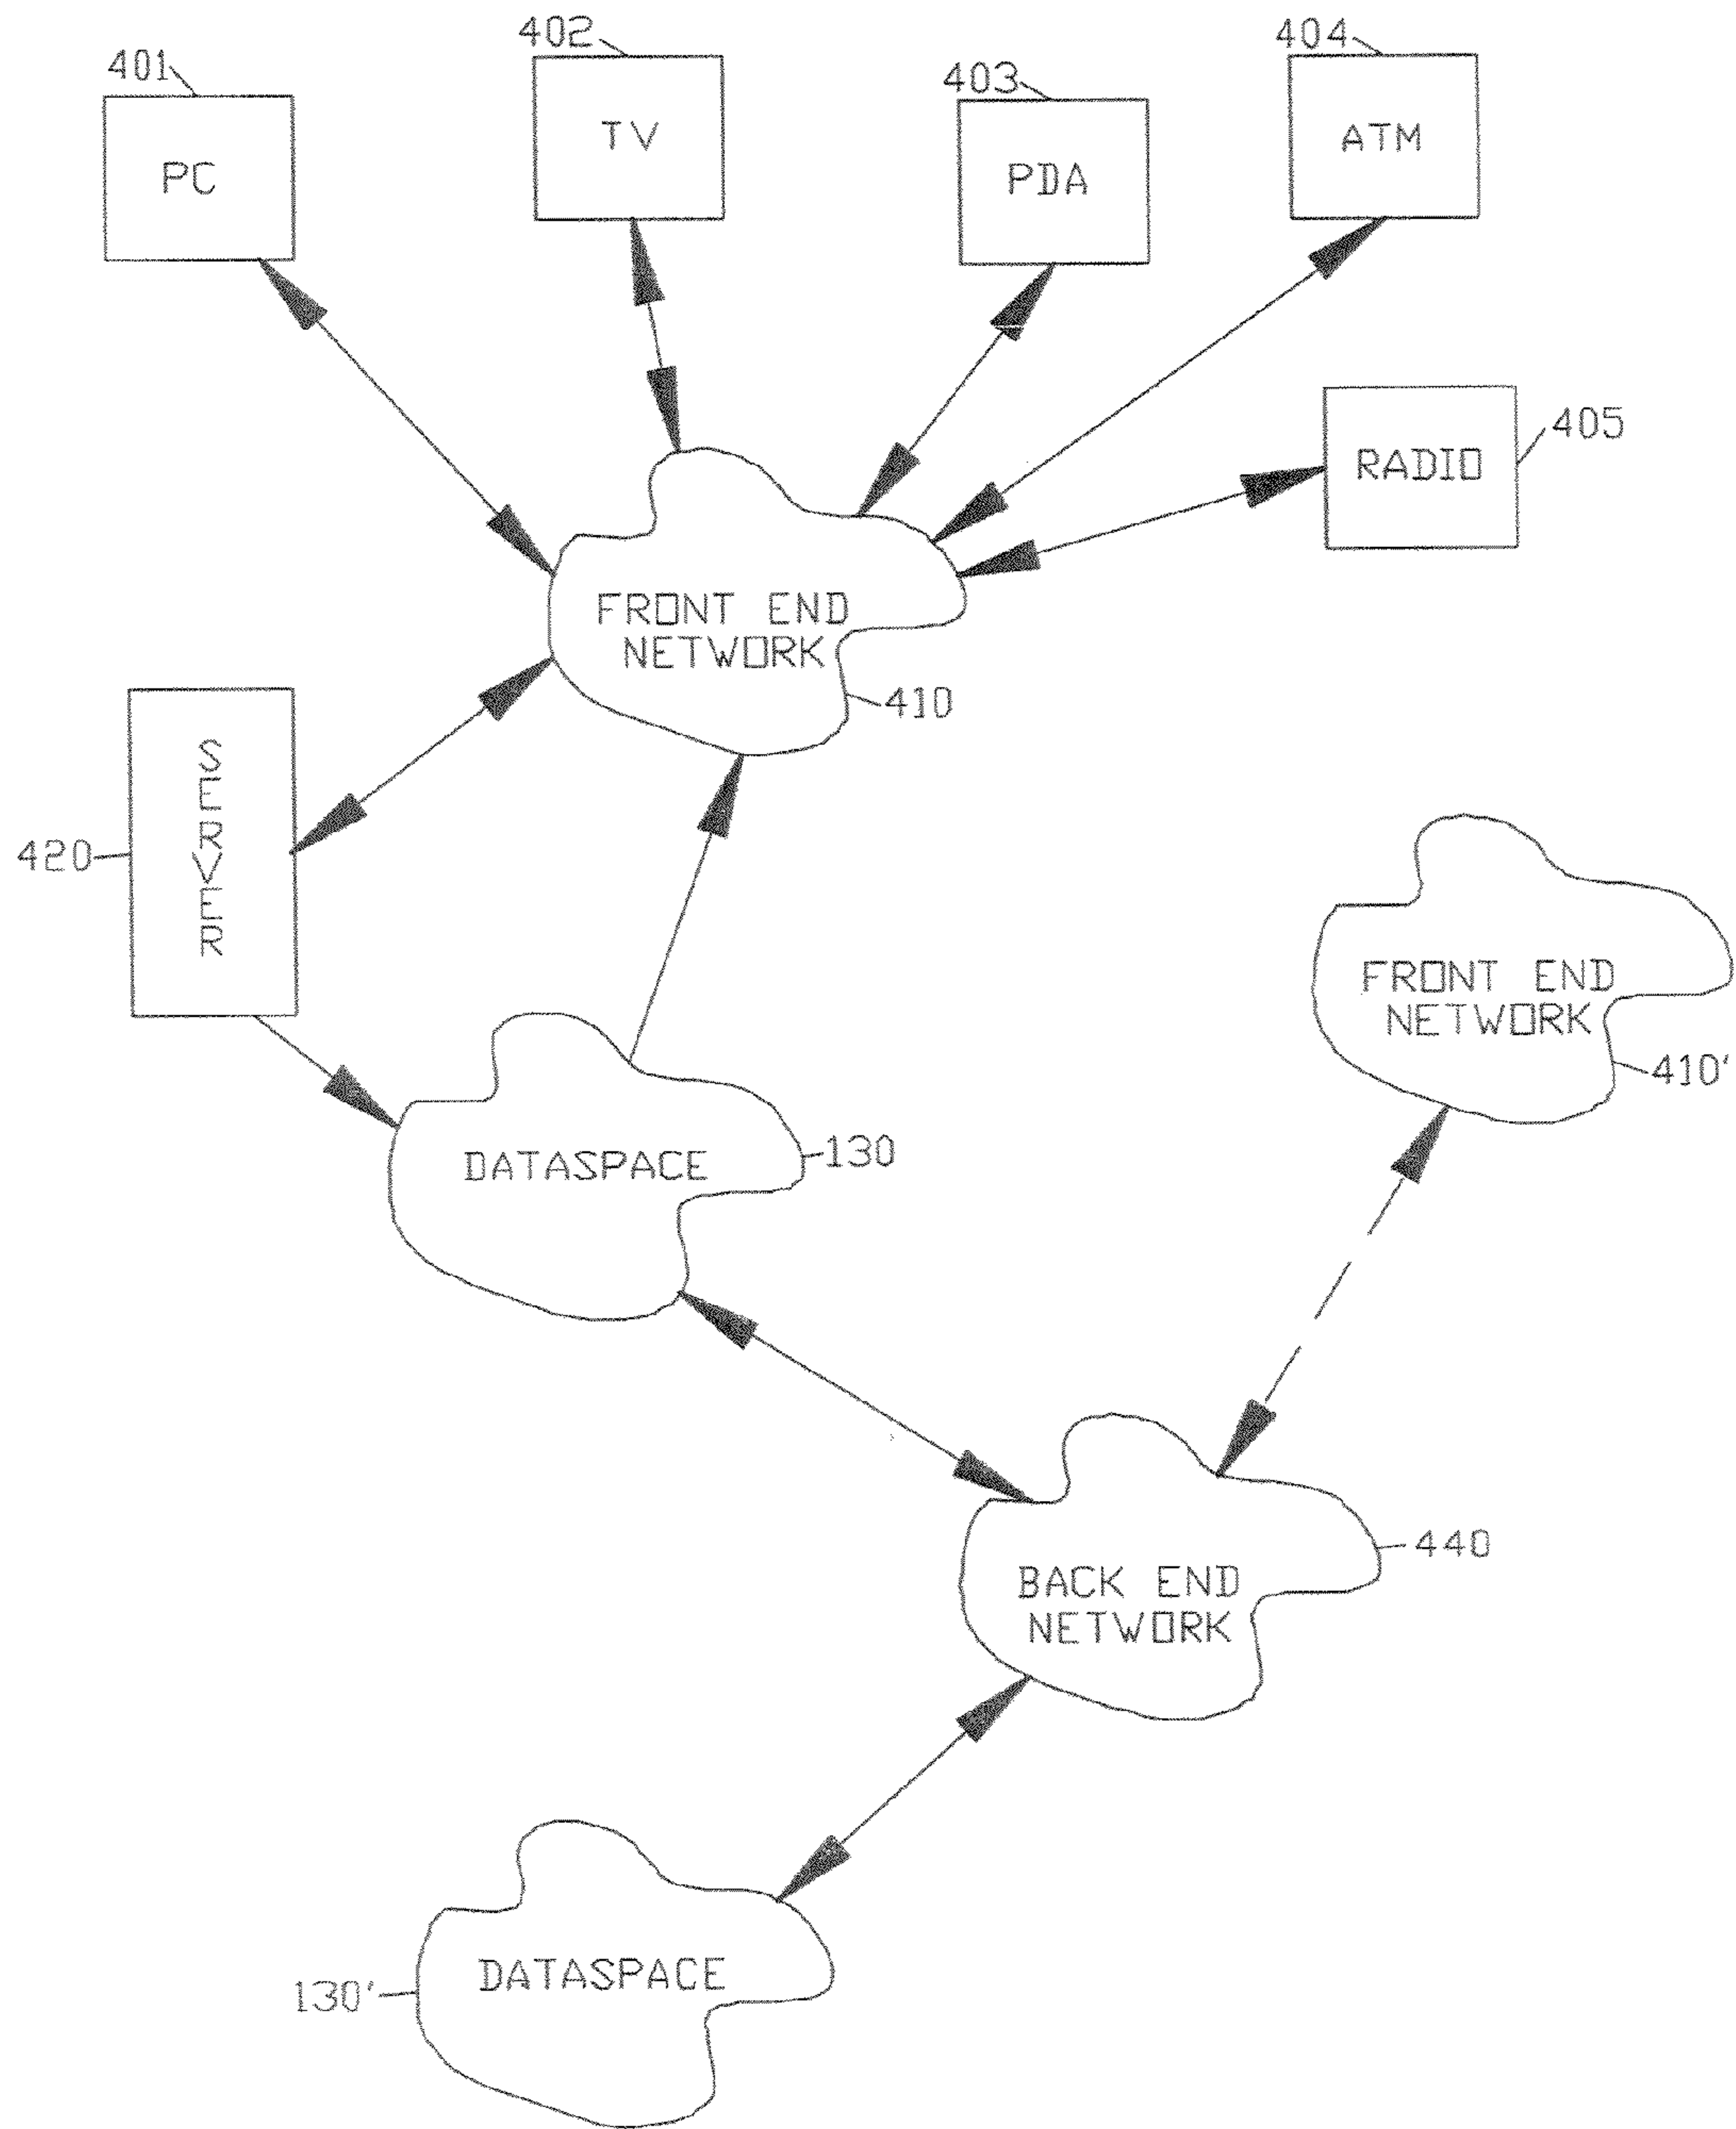 401
PC
402
TV
403
PDA
404
ATM
405
RADIO
FRONT END
NETWORK
410
420
SERVER
FRONT END
NETWORK
410'
DATASPACE
130
440
BACK END
NETWORK
DATASPACE
130'